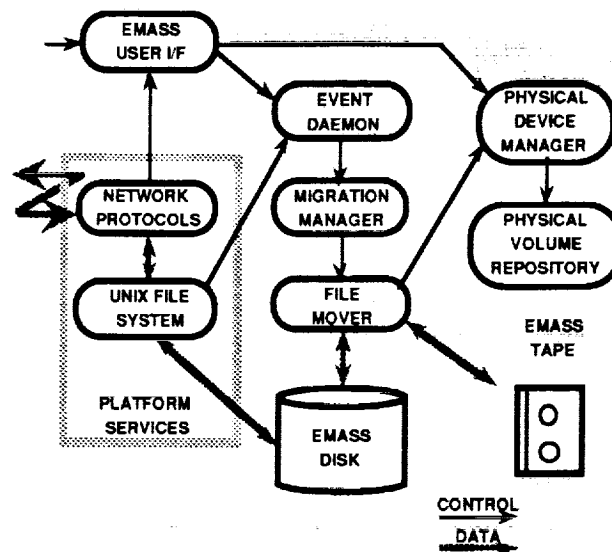 EMASS
USER I/F
EVENT
DAEMON
PHYSICAL
DEVICE
MANAGER
NETWORK
PROTOCOLS
MIGRATION
MANAGER
PHYSICAL
VOLUME
REPOSITORY
UNIX FILE
SYSTEM
FILE
MOVER
EMASS
TAPE
PLATFORM
SERVICES
EMASS
DISK
CONTROL
DATA